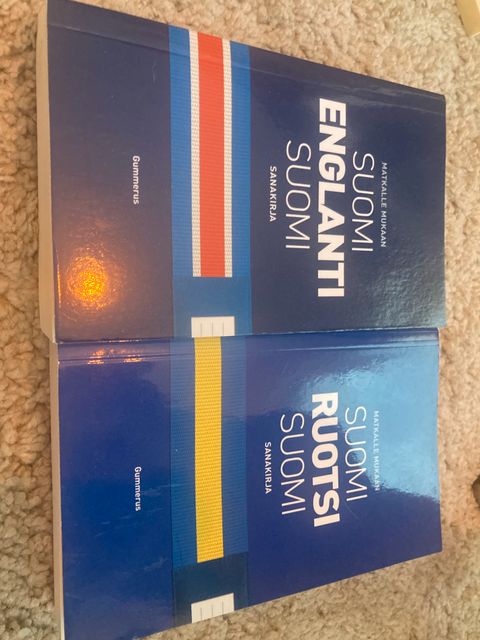 MATKALLE MUKAAN
SUOMI
ENGLANTI
SUOMI
SANAKIRJA
Gummerus
MATKALLE MUKAAN
SUOMI
RUOTSI
SUOMI
SANAKIRJA
Gummerus